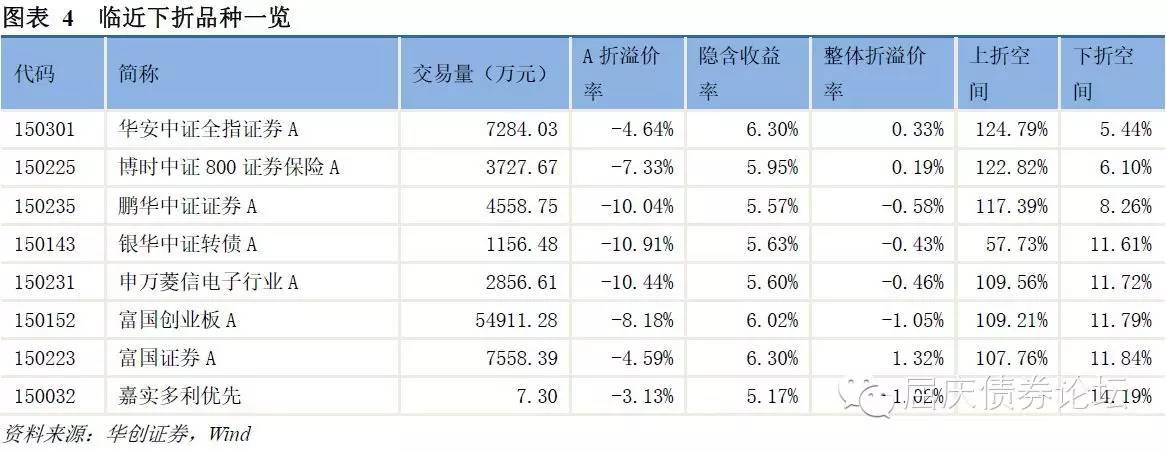 图表 4 临近下折品种一览
代码 简称 交易量（万元） A 折溢价率 隐含收益率 整体折溢价率 上折空间 下折空间
150301 华安中证全指证券 A 7284.03 -4.64% 6.30% 0.33% 124.79% 5.44%
150225 博时中证 800 证券保险 A 3727.67 -7.33% 5.95% 0.19% 122.82% 6.10%
150235 鹏华中证证券 A 4558.75 -10.04% 5.57% -0.58% 117.39% 8.26%
150143 银华中证转债 A 1156.48 -10.91% 5.63% -0.43% 57.73% 11.61%
150231 申万菱信电子行业 A 2856.61 -10.44% 5.60% -0.46% 109.56% 11.72%
150152 富国创业板 A 54911.28 -8.18% 6.02% -1.05% 109.21% 11.79%
150223 富国证券 A 7558.39 -4.59% 6.30% 1.32% 107.76% 11.84%
150032 嘉实多利优先 7.30 -3.13% 5.17% -1.02% 14.19%
屈庆债券论坛
资料来源：华创证券，Wind